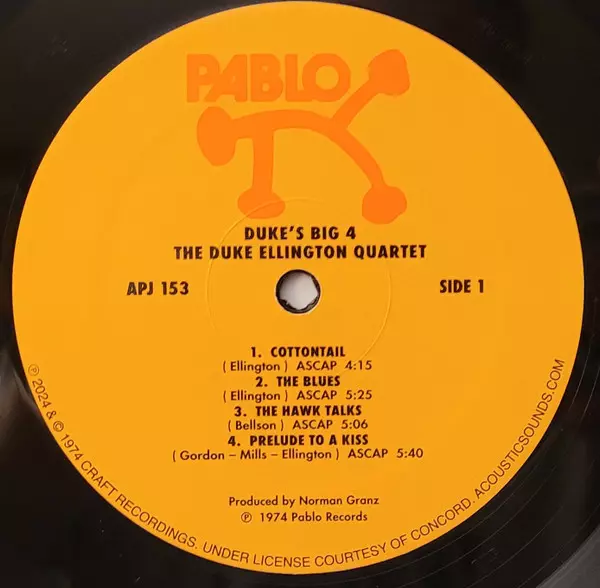 PABLO
DUKE'S BIG 4
THE DUKE ELLINGTON QUARTET
APJ 153
SIDE 1
1. COTTONTAIL
( Ellington ) ASCAP 4:15
2. THE BLUES
( Ellington ) ASCAP 5:25
3. THE HAWK TALKS
( Bellson ) ASCAP 5:06
4. PRELUDE TO A KISS
( Gordon – Mills – Ellington ) ASCAP 5:40
Produced by Norman Granz
℗ 1974 Pablo Records
℗ 2024 & © 1974 CRAFT RECORDINGS. UNDER LICENSE COURTESY OF CONCORD. ACOUSTICSOUNDS.COM